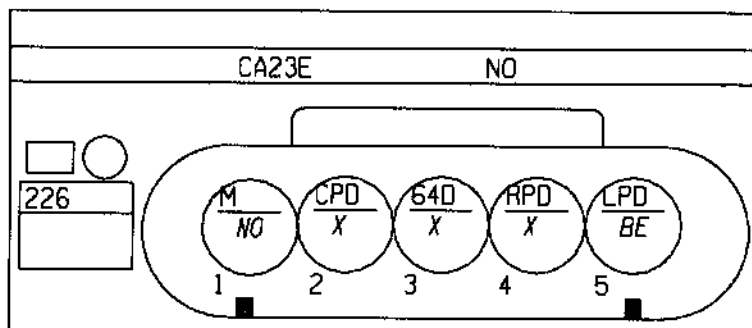 CA23E NO
226
M CPD 64D RPD LPD
NO X X X BE
1 2 3 4 5